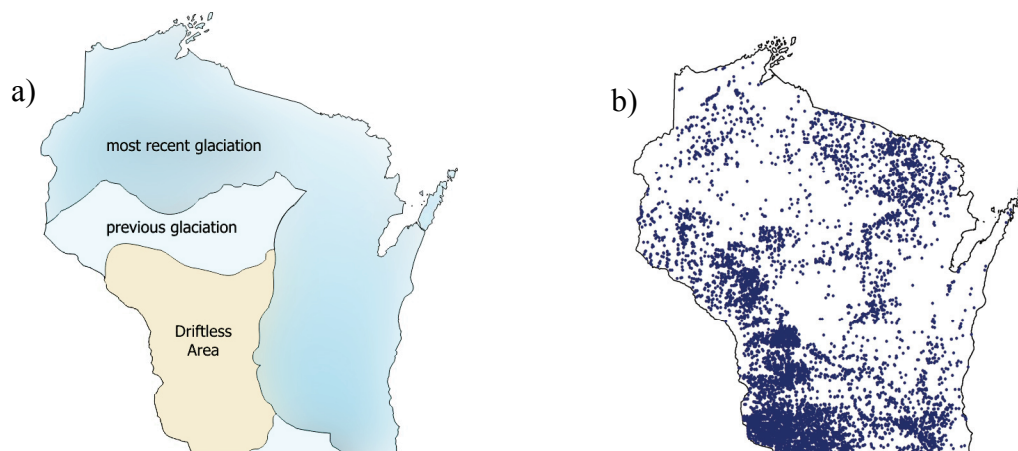 a)
most recent glaciation
previous glaciation
Driftless
Area
b)